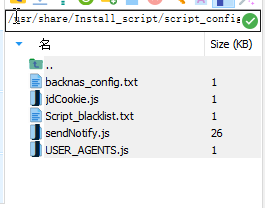 /usr/share/Install_script/script_config
名 Size (KB)
..
backnas_config.txt 1
jdCookie.js 1
Script_blacklist.txt 1
sendNotify.js 26
USER_AGENTS.js 1